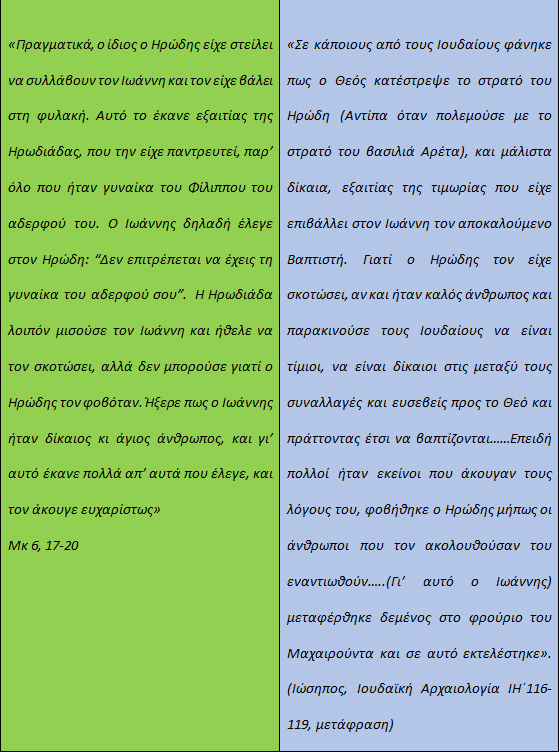 «Πραγματικά, ο ίδιος ο Ηρώδης είχε στείλει
να συλλάβουν τον Ιωάννη και τον είχε βάλει
στη φυλακή. Αυτό το έκανε εξαιτίας της
Ηρωδιάδας, που την είχε παντρευτεί, παρ’
όλο που ήταν γυναίκα του Φίλιππου του
αδερφού του. Ο Ιωάννης δηλαδή έλεγε
στον Ηρώδη: “Δεν επιτρέπεται να έχεις τη
γυναίκα του αδερφού σου”. Η Ηρωδιάδα
λοιπόν μισούσε τον Ιωάννη και ήθελε να
τον σκοτώσει, αλλά δεν μπορούσε γιατί ο
Ηρώδης τον φοβόταν. Ήξερε πως ο Ιωάννης
ήταν δίκαιος κι άγιος άνθρωπος, και γι’
αυτό έκανε πολλά απ’ αυτά που έλεγε, και
τον άκουγε ευχαρίστως»
Μκ 6, 17-20
«Σε κάποιους από τους Ιουδαίους φάνηκε
πως ο Θεός κατέστρεψε το στρατό του
Ηρώδη (Αντίπα όταν πολεμούσε με το
στρατό του βασιλιά Αρέτα), και μάλιστα
δίκαια, εξαιτίας της τιμωρίας που είχε
επιβάλλει στον Ιωάννη τον αποκαλούμενο
Βαπτιστή. Γιατί ο Ηρώδης τον είχε
σκοτώσει, αν και ήταν καλός άνθρωπος και
παρακινούσε τους Ιουδαίους να είναι
τίμιοι, να είναι δίκαιοι στις μεταξύ τους
συναλλαγές και ευσεβείς προς το Θεό και
πράττοντας έτσι να βαπτίζονται……Επειδή
πολλοί ήταν εκείνοι που άκουγαν τους
λόγους του, φοβήθηκε ο Ηρώδης μήπως οι
άνθρωποι που τον ακολουθούσαν του
εναντιωθούν…..(Γι’ αυτό ο Ιωάννης)
μεταφέρθηκε δεμένος στο φρούριο του
Μαχαιρούντα και σε αυτό εκτελέστηκε».
(Ιώσηπος, Ιουδαϊκή Αρχαιολογία ΙΗ΄116-
119, μετάφραση)